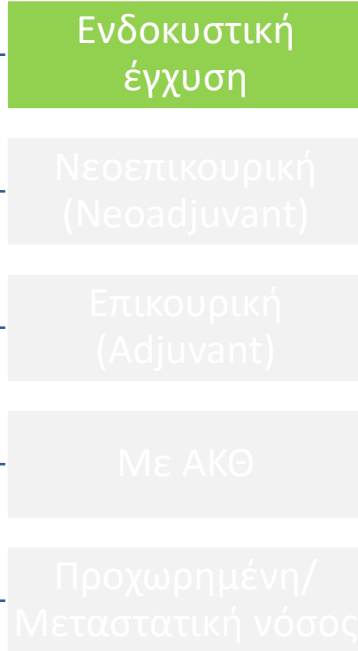 Ενδοκυστική
έγχυση
Νεοεπικουρική
(Neoadjuvant)
Επικουρική
(Adjuvant)
Με ΑΚΘ
Προχωρημένη/
Μεταστατική νόσος